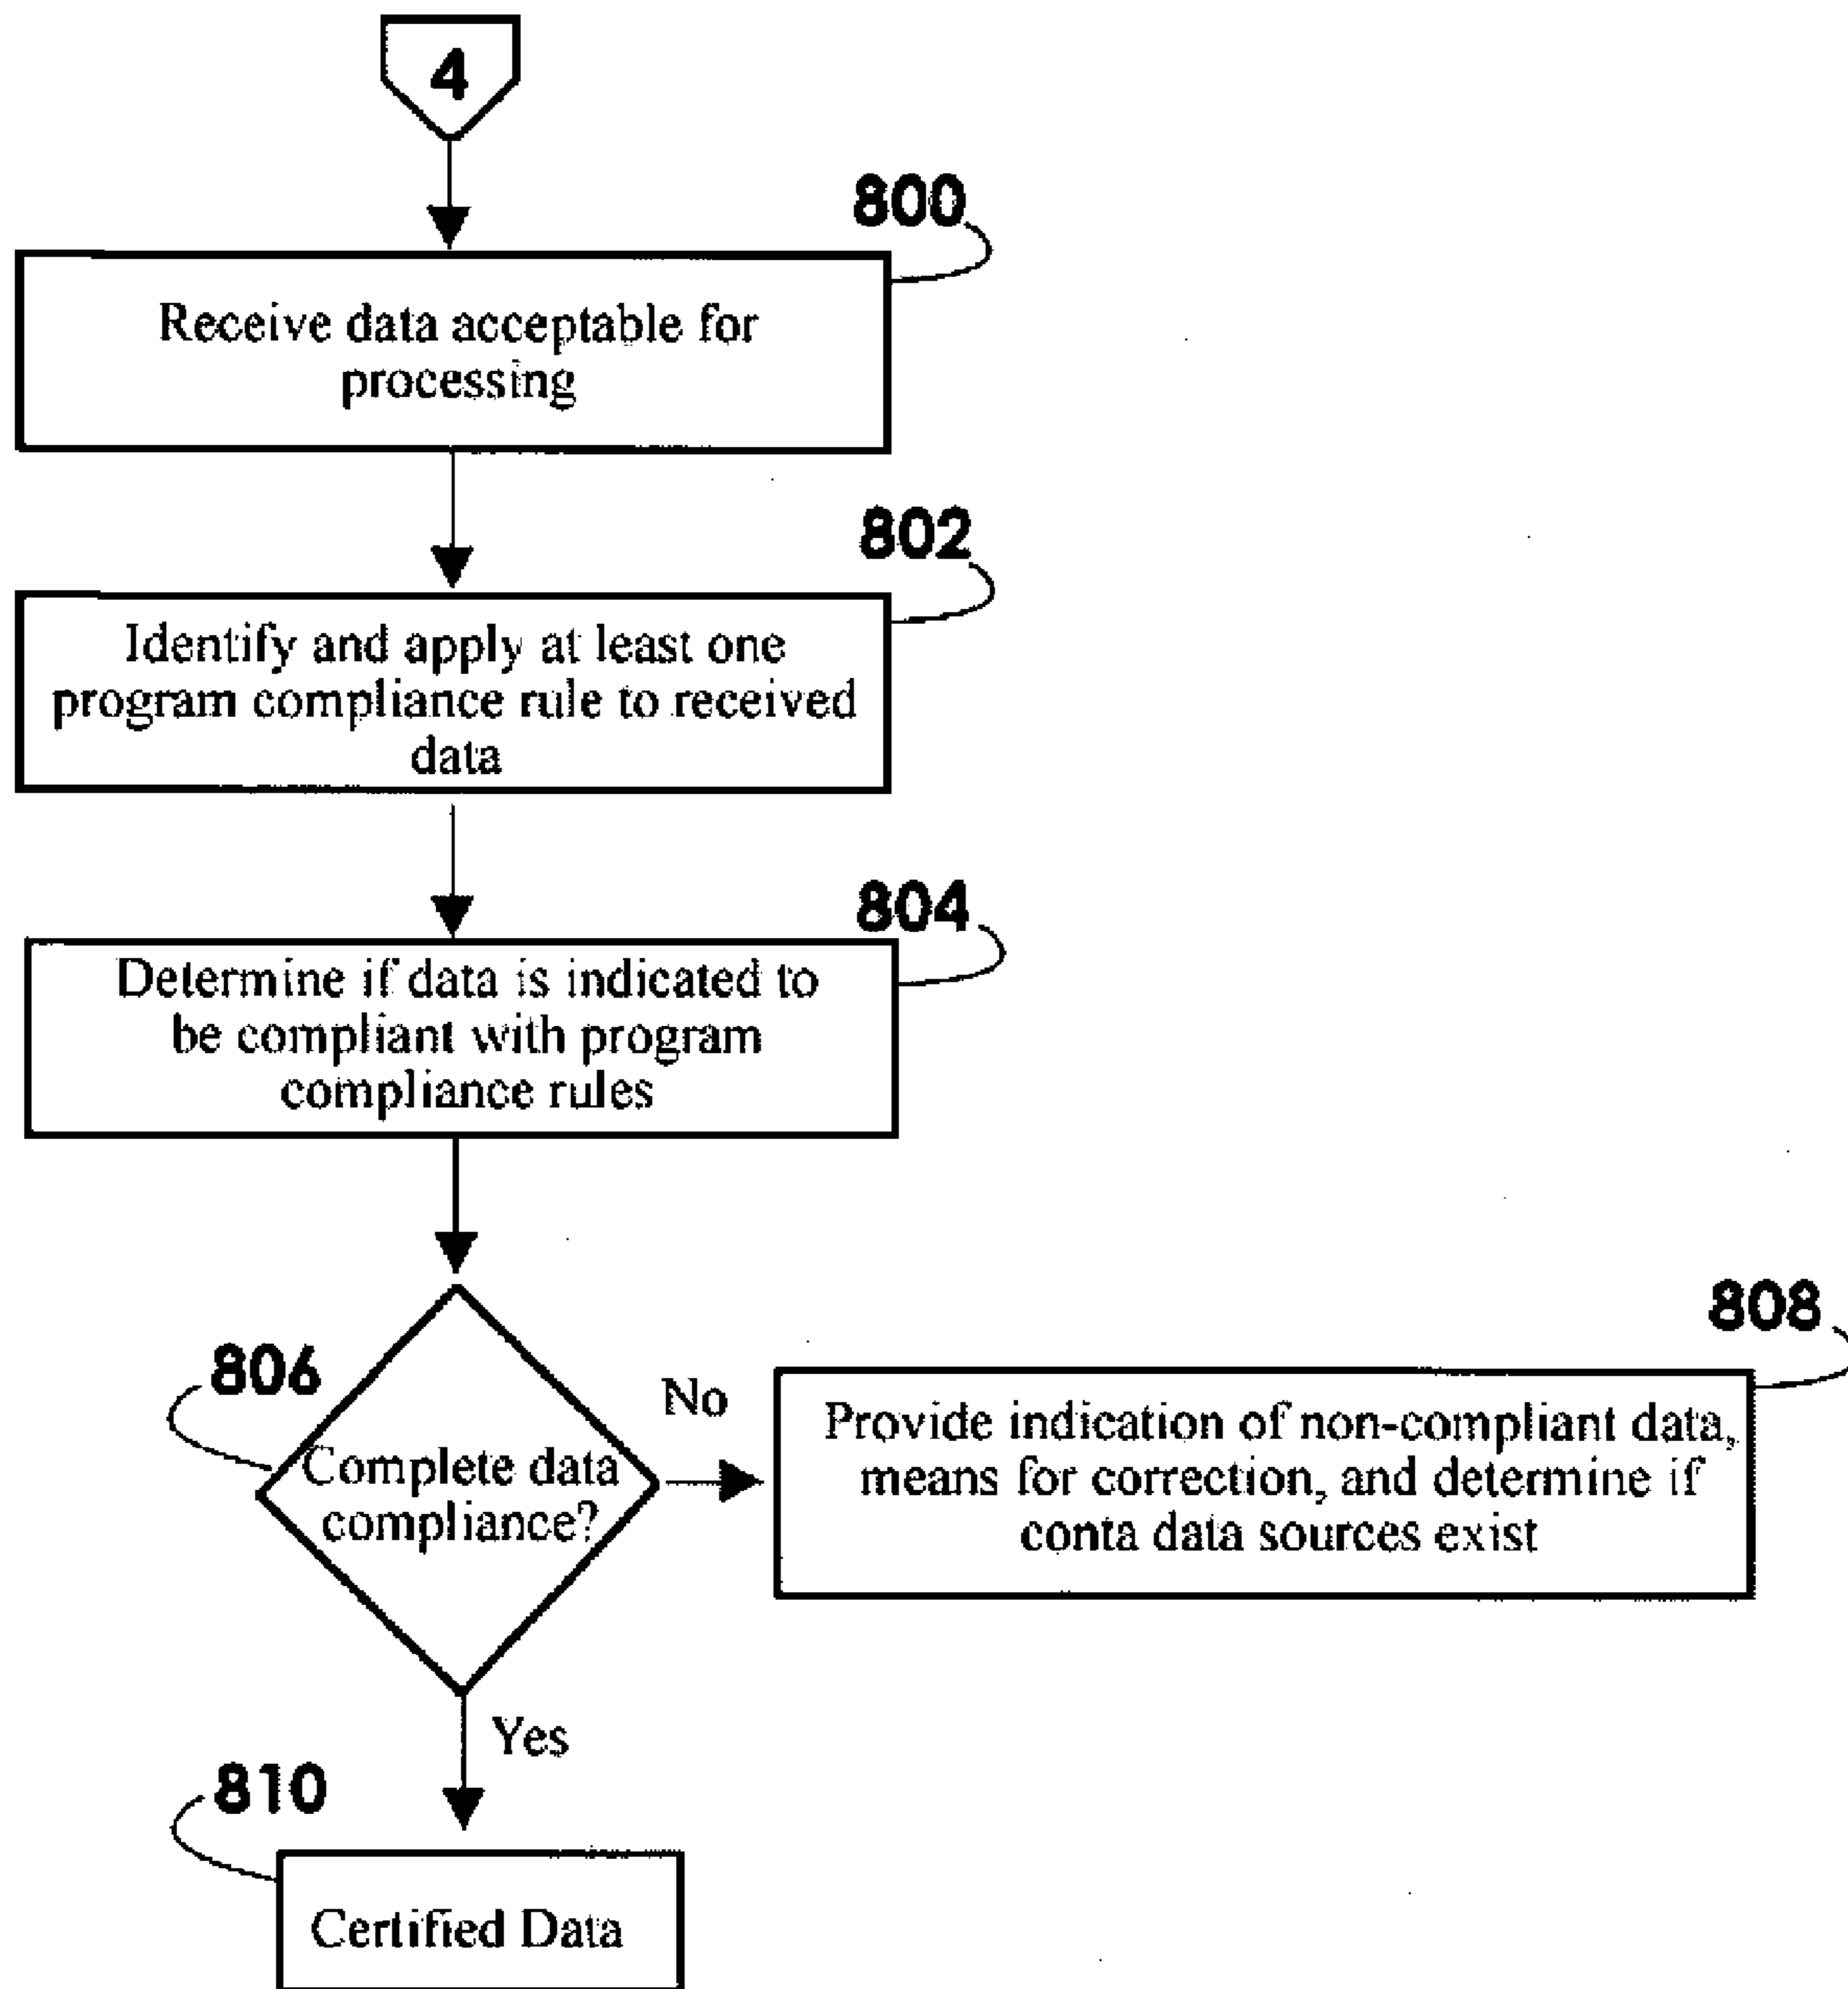 4
800
Receive data acceptable for
processing
802
Identify and apply at least one
program compliance rule to received
data
804
Determine if data is indicated to
be compliant with program
compliance rules
806
Complete data
compliance?
No
808
Provide indication of non-compliant data,
means for correction, and determine if
conta data sources exist
Yes
810
Certified Data